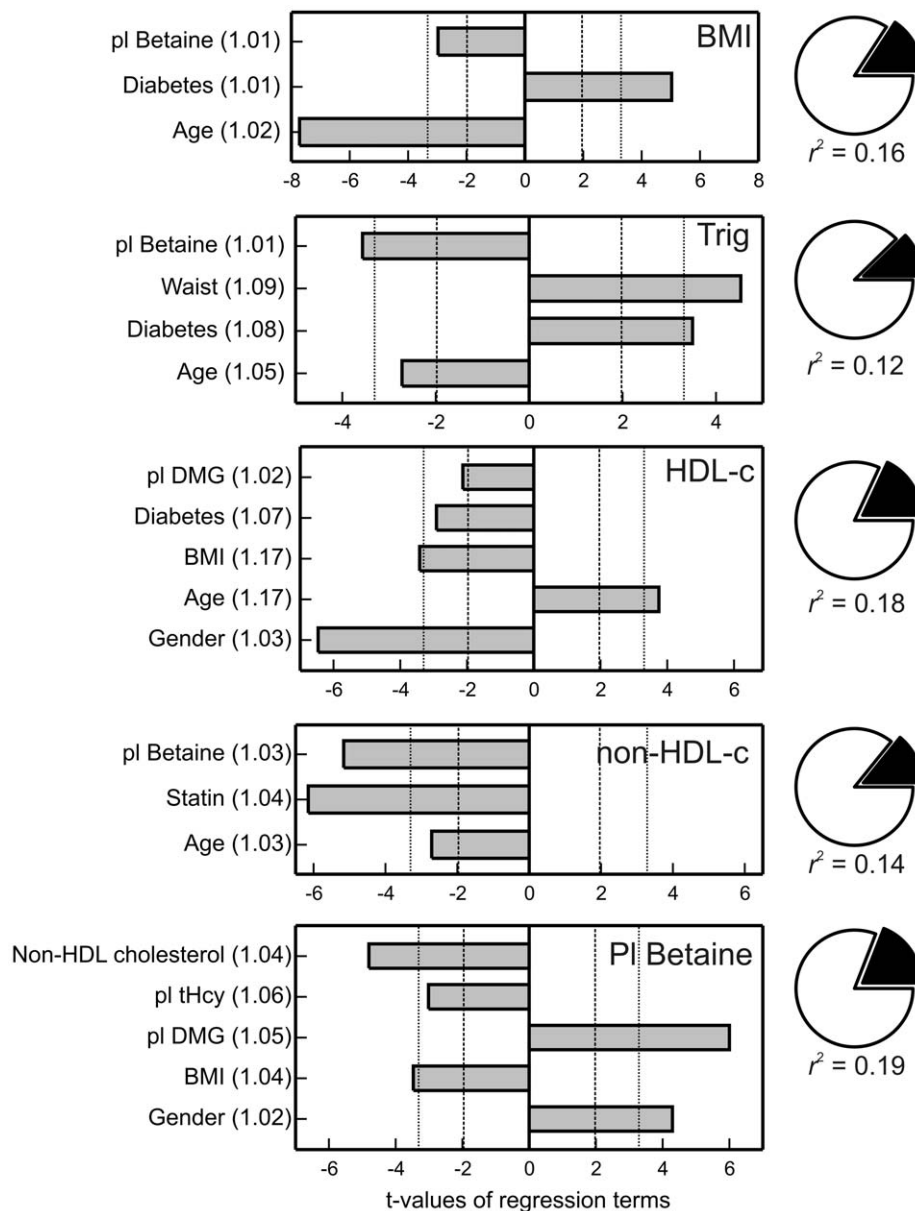 BMI
pl Betaine (1.01)
Diabetes (1.01)
Age (1.02)
-8 -6 -4 -2 0 2 4 6 8
r² = 0.16
Trig
pl Betaine (1.01)
Waist (1.09)
Diabetes (1.08)
Age (1.05)
-4 -2 0 2 4
r² = 0.12
HDL-c
pl DMG (1.02)
Diabetes (1.07)
BMI (1.17)
Age (1.17)
Gender (1.03)
-6 -4 -2 0 2 4 6
r² = 0.18
non-HDL-c
pl Betaine (1.03)
Statin (1.04)
Age (1.03)
-6 -4 -2 0 2 4 6
r² = 0.14
Pl Betaine
Non-HDL cholesterol (1.04)
pl tHcy (1.06)
pl DMG (1.05)
BMI (1.04)
Gender (1.02)
-6 -4 -2 0 2 4 6
r² = 0.19
t-values of regression terms